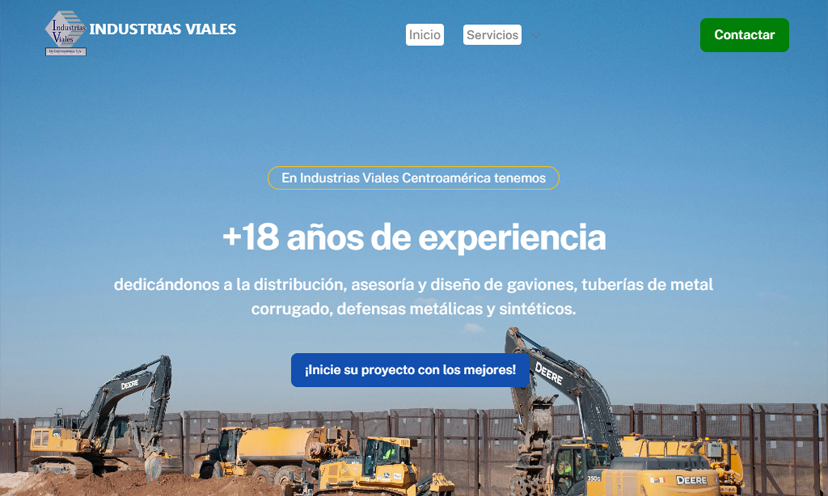 Industrias
Viales
INDUSTRIAS VIALES
Inicio
Servicios
Contactar
En Industrias Viales Centroamérica tenemos
+18 años de experiencia
dedicándonos a la distribución, asesoría y diseño de gaviones, tuberías de metal
corrugado, defensas metálicas y sintéticos.
¡Inicie su proyecto con los mejores!
DEERE
DEERE
DEERE